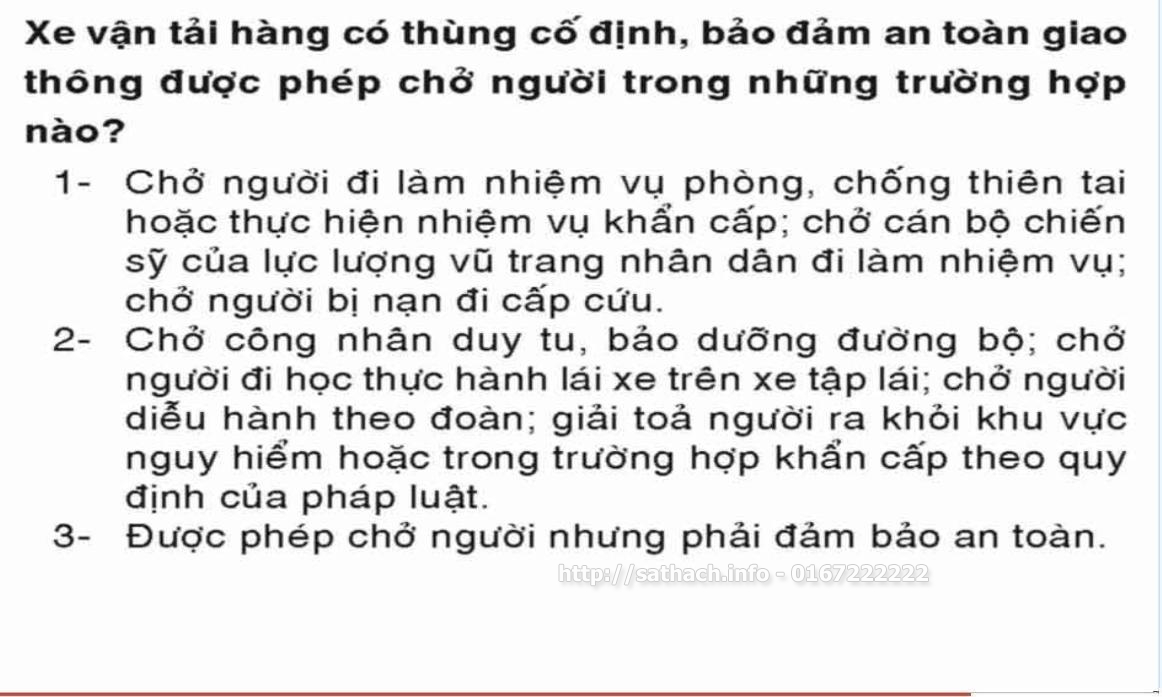 Xe vận tải hàng có thùng cố định, bảo đảm an toàn giao
thông được phép chở người trong những trường hợp
nào?
1- Chở người đi làm nhiệm vụ phòng, chống thiên tai
hoặc thực hiện nhiệm vụ khẩn cấp; chở cán bộ chiến
sỹ của lực lượng vũ trang nhân dân đi làm nhiệm vụ;
chở người bị nạn đi cấp cứu.
2- Chở công nhân duy tu, bảo dưỡng đường bộ; chở
người đi học thực hành lái xe trên xe tập lái; chở người
diễu hành theo đoàn; giải toả người ra khỏi khu vực
nguy hiểm hoặc trong trường hợp khẩn cấp theo quy
định của pháp luật.
3- Được phép chở người nhưng phải đảm bảo an toàn.
http://sathach.info - 0167222222